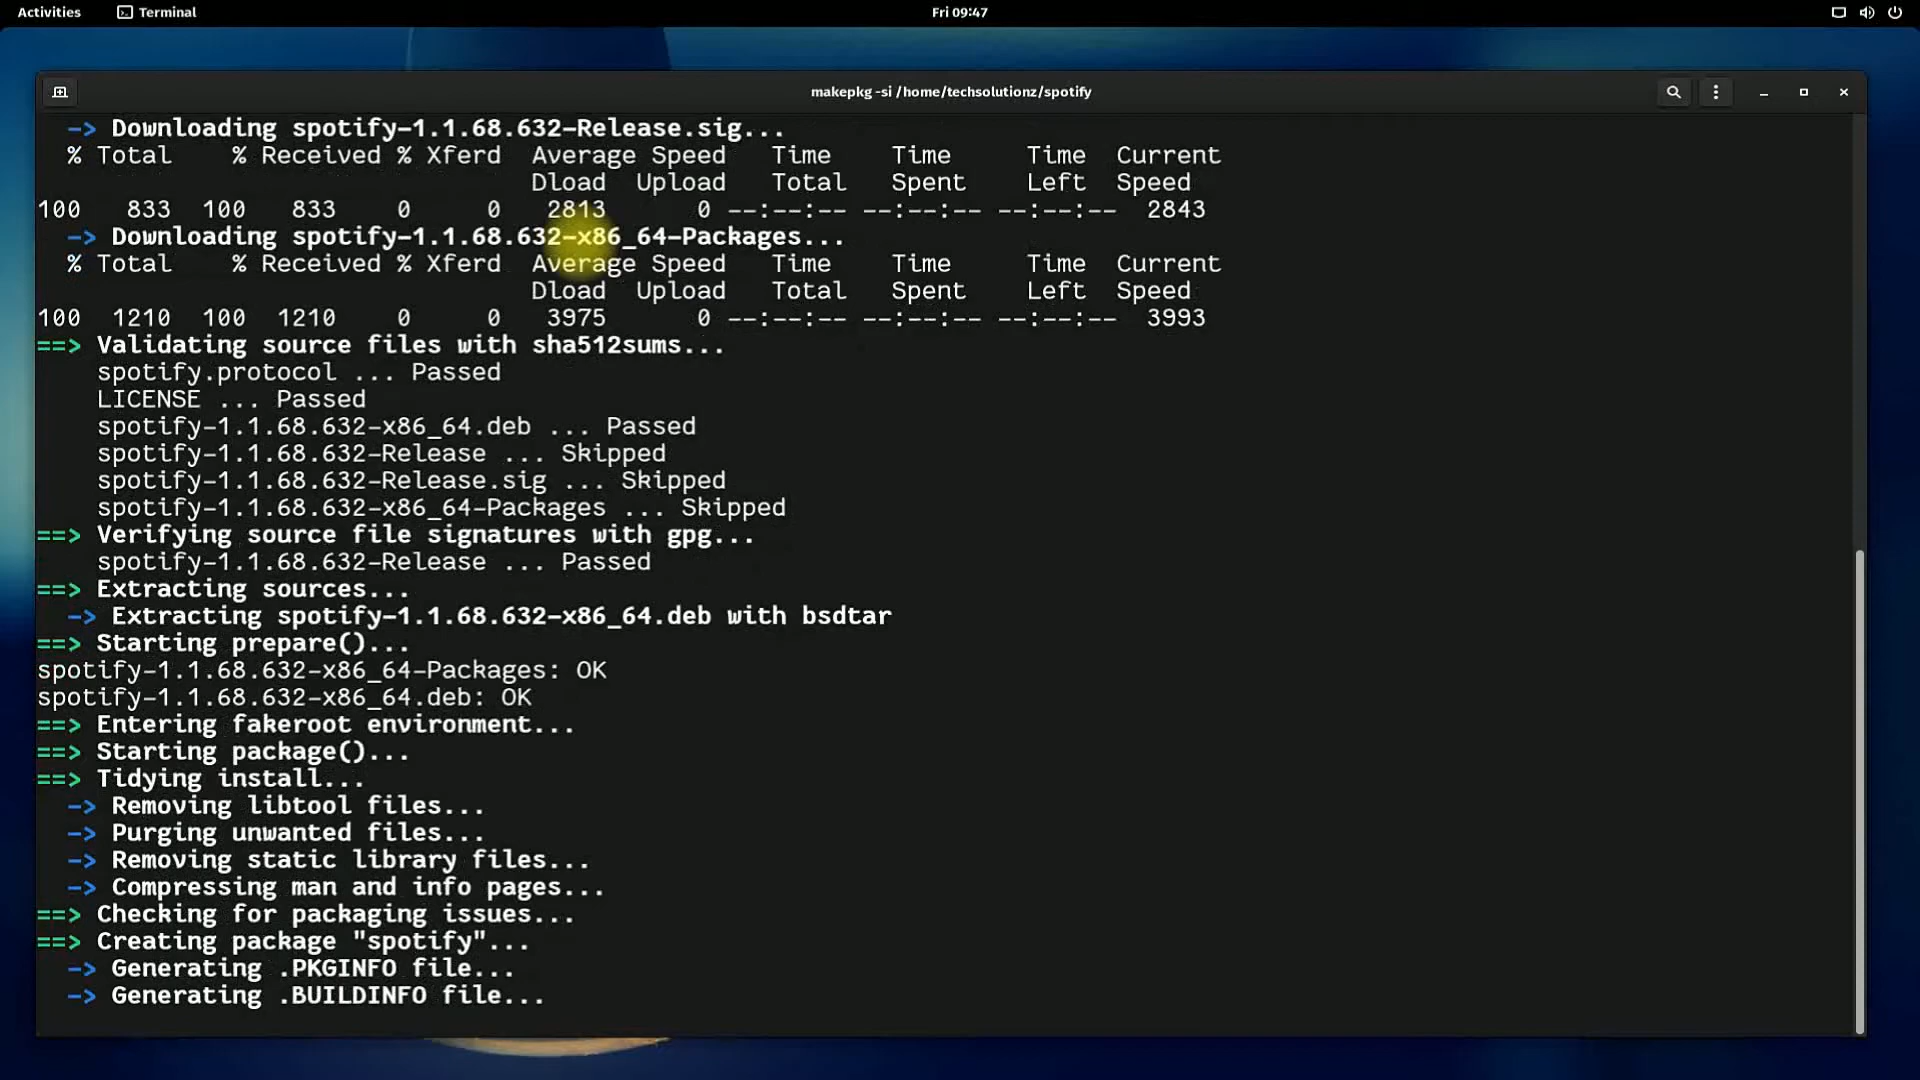 Activities Terminal Fri 09:47
makepkg -si /home/techsolutionz/spotify
-> Downloading spotify-1.1.68.632-Release.sig...
% Total % Received % Xferd Average Speed Time Time Time Current
Dload Upload Total Spent Left Speed
100 833 100 833 0 0 2813 0 --:--:-- --:--:-- --:--:-- 2843
-> Downloading spotify-1.1.68.632-x86_64-Packages...
% Total % Received % Xferd Average Speed Time Time Time Current
Dload Upload Total Spent Left Speed
100 1210 100 1210 0 0 3975 0 --:--:-- --:--:-- --:--:-- 3993
==> Validating source files with sha512sums...
spotify.protocol ... Passed
LICENSE ... Passed
spotify-1.1.68.632-x86_64.deb ... Passed
spotify-1.1.68.632-Release ... Skipped
spotify-1.1.68.632-Release.sig ... Skipped
spotify-1.1.68.632-x86_64-Packages ... Skipped
==> Verifying source file signatures with gpg...
spotify-1.1.68.632-Release ... Passed
==> Extracting sources...
-> Extracting spotify-1.1.68.632-x86_64.deb with bsdtar
==> Starting prepare()...
spotify-1.1.68.632-x86_64-Packages: OK
spotify-1.1.68.632-x86_64.deb: OK
==> Entering fakeroot environment...
==> Starting package()...
==> Tidying install...
-> Removing libtool files...
-> Purging unwanted files...
-> Removing static library files...
-> Compressing man and info pages...
==> Checking for packaging issues...
==> Creating package "spotify"...
-> Generating .PKGINFO file...
-> Generating .BUILDINFO file...